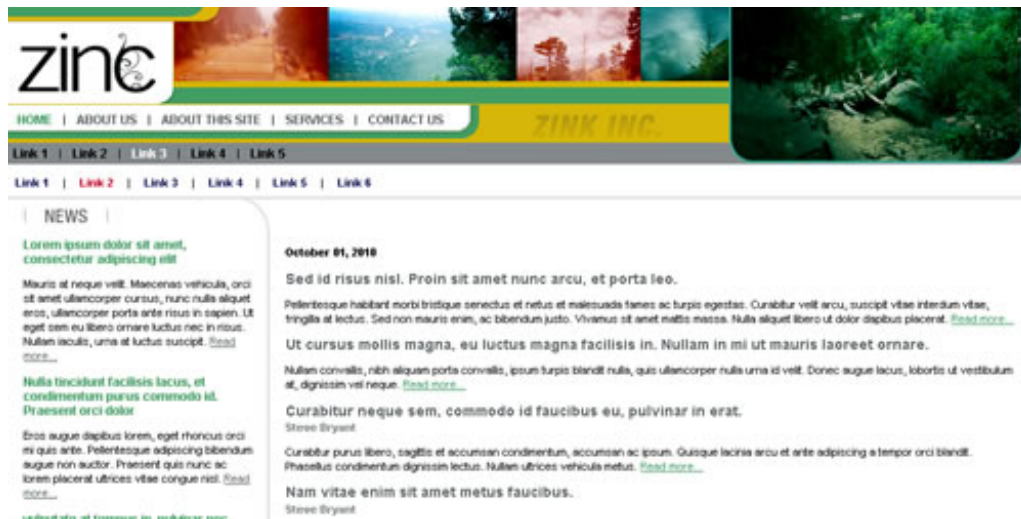 zinc
HOME | ABOUT US | ABOUT THIS SITE | SERVICES | CONTACT US
ZINK INC.
Link 1 | Link 2 | Link 3 | Link 4 | Link 5
Link 1 | Link 2 | Link 3 | Link 4 | Link 5 | Link 6
NEWS
Lorem ipsum dolor sit amet,
consectetur adipiscing elit
Mauris at neque velit. Maecenas vehicula, orci
sit amet ullamcorper cursus, nunc nulla aliquet
eros, ullamcorper porta ante risus in sapien. Ut
eget sem eu libero ornare luctus nec in risus.
Nullam iaculis, urna at luctus suscipit. Read
more...
Nulla tincidunt facilisis lacus, et
condimentum purus commodo id.
Praesent orci dolor
Eros augue dapibus lorem, eget rhoncus orci
mi quis ante. Pellentesque adipiscing bibendum
augue non auctor. Praesent quis nunc ac
lorem placerat ultrices vitae congue nisl. Read
more...
October 01, 2010
Sed id risus nisl. Proin sit amet nunc arcu, et porta leo.
Pellentesque habitant morbi tristique senectus et netus et malesuada fames ac turpis egestas. Curabitur velit arcu, suscipit vitae interdum vitae,
fringilla at lectus. Sed non mauris enim, ac bibendum justo. Vivamus sit amet mattis massa. Nulla aliquet libero ut dolor dapibus placerat. Read more...
Ut cursus mollis magna, eu luctus magna facilisis in. Nullam in mi ut mauris laoreet ornare.
Nullam convallis, nibh aliquam porta convallis, ipsum turpis blandit nulla, quis ullamcorper nulla urna id velit. Donec augue lacus, lobortis ut vestibulum
at, dignissim vel neque. Read more...
Curabitur neque sem, commodo id faucibus eu, pulvinar in erat.
Steve Bryant
Curabitur purus libero, sagittis et accumsan condimentum, accumsan ac ipsum. Quisque lacinia arcu et ante adipiscing a tempor orci blandit.
Phasellus condimentum dignissim lectus. Nullam ultrices vehicula metus. Read more...
Nam vitae enim sit amet metus faucibus.
Steve Bryant